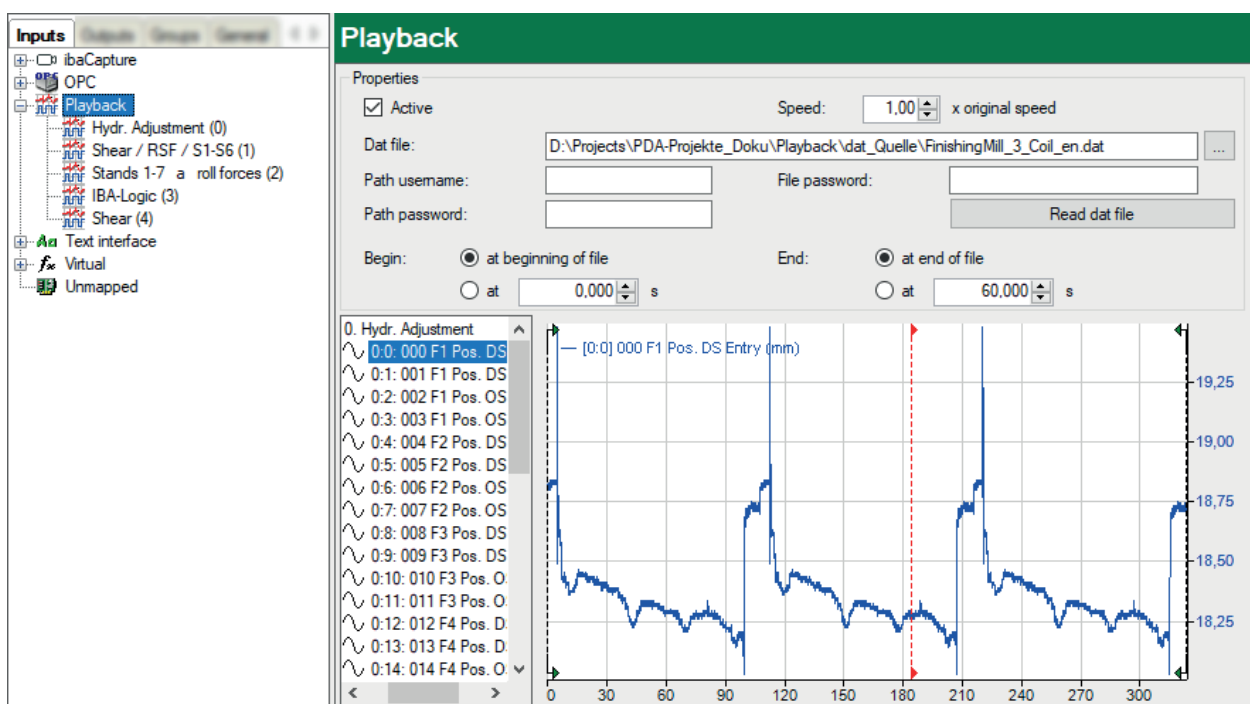 Inputs
ibaCapture
OPC
Playback
Hydr. Adjustment (0)
Shear / RSF / S1-S6 (1)
Stands 1-7 a roll forces (2)
IBA-Logic (3)
Shear (4)
Text interface
Virtual
Unmapped
Playback
Properties
Active Speed: 1,00 x original speed
Dat file: D:\Projects\PDA-Projekte_Doku\Playback\dat_Quelle\FinishingMill_3_Coil_en.dat ...
Path username: File password:
Path password: Read dat file
Begin: at beginning of file End: at end of file
at 0,000 s at 60,000 s
0. Hydr. Adjustment
0:0: 000 F1 Pos. DS
0:1: 001 F1 Pos. DS
0:2: 002 F1 Pos. OS
0:3: 003 F1 Pos. OS
0:4: 004 F2 Pos. DS
0:5: 005 F2 Pos. DS
0:6: 006 F2 Pos. OS
0:7: 007 F2 Pos. OS
0:8: 008 F3 Pos. DS
0:9: 009 F3 Pos. DS
0:10: 010 F3 Pos. O
0:11: 011 F3 Pos. O
0:12: 012 F4 Pos. D
0:13: 013 F4 Pos. D
0:14: 014 F4 Pos. O
[0:0] 000 F1 Pos. DS Entry (mm)
19,25
19,00
18,75
18,50
18,25
0 30 60 90 120 150 180 210 240 270 300